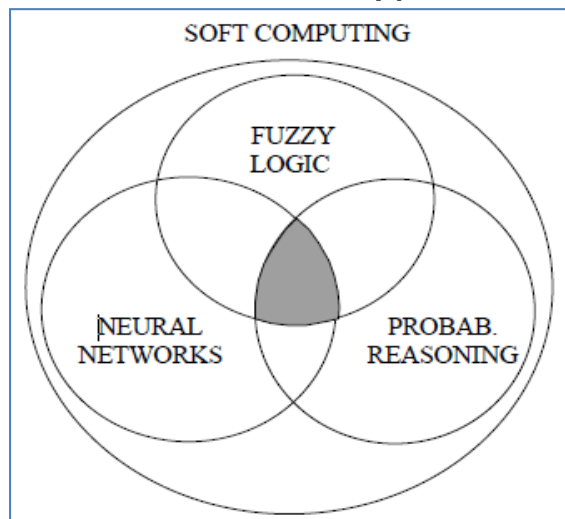 SOFT COMPUTING
FUZZY
LOGIC
NEURAL
NETWORKS
PROBAB.
REASONING